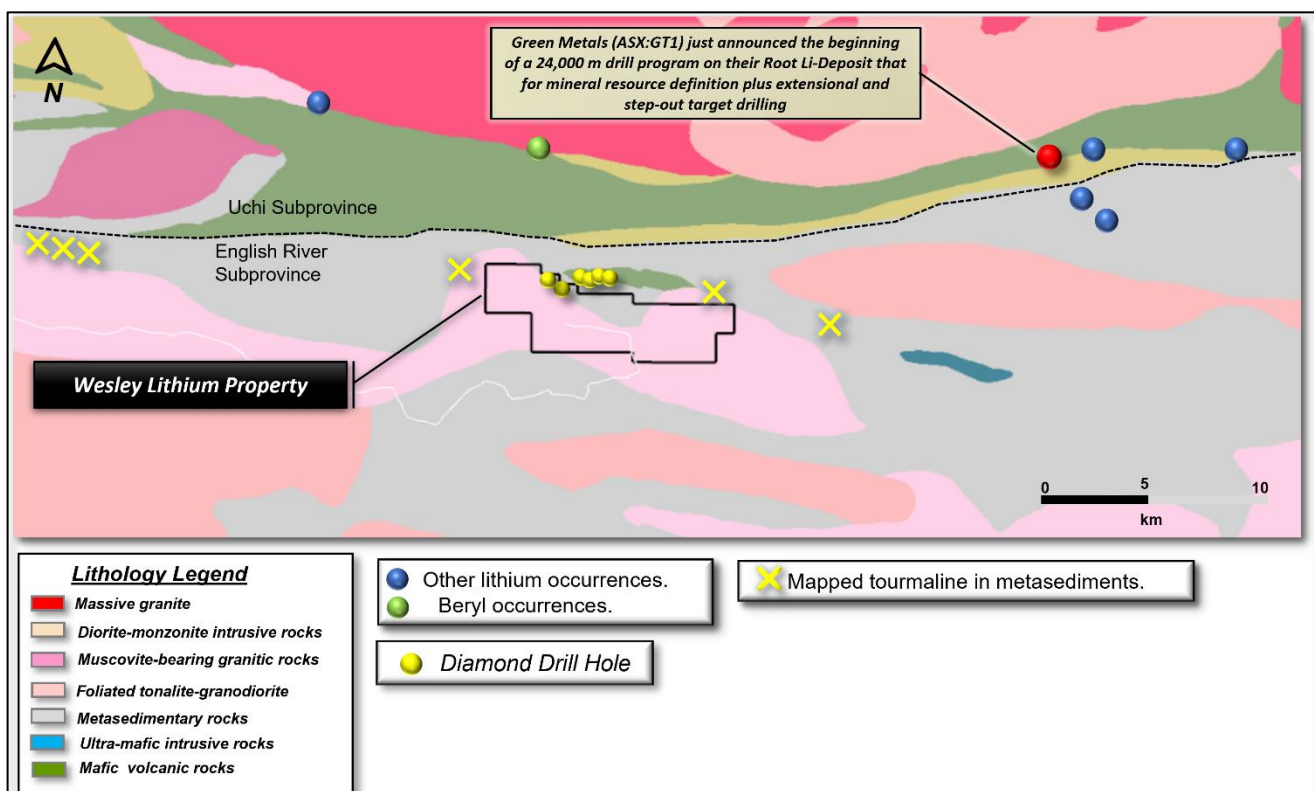 Green Metals (ASX:GT1) just announced the beginning
of a 24,000 m drill program on their Root Li-Deposit that
for mineral resource definition plus extensional and
step-out target drilling
N
Uchi Subprovince
English River
Subprovince
Wesley Lithium Property
0 5 10
km
Lithology Legend
Massive granite
Diorite-monzonite intrusive rocks
Muscovite-bearing granitic rocks
Foliated tonalite-granodiorite
Metasedimentary rocks
Ultra-mafic intrusive rocks
Mafic volcanic rocks
Other lithium occurrences.
Beryl occurrences.
Diamond Drill Hole
Mapped tourmaline in metasediments.